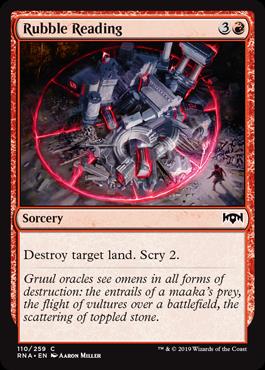 Rubble Reading 3
Sorcery
Destroy target land. Scry 2.
Gruul oracles see omens in all forms of
destruction: the entrails of a maaka's prey,
the flight of vultures over a battlefield, the
scattering of toppled stone.
110/259 C
RNA • EN AARON MILLER ™ & © 2019 Wizards of the Coast